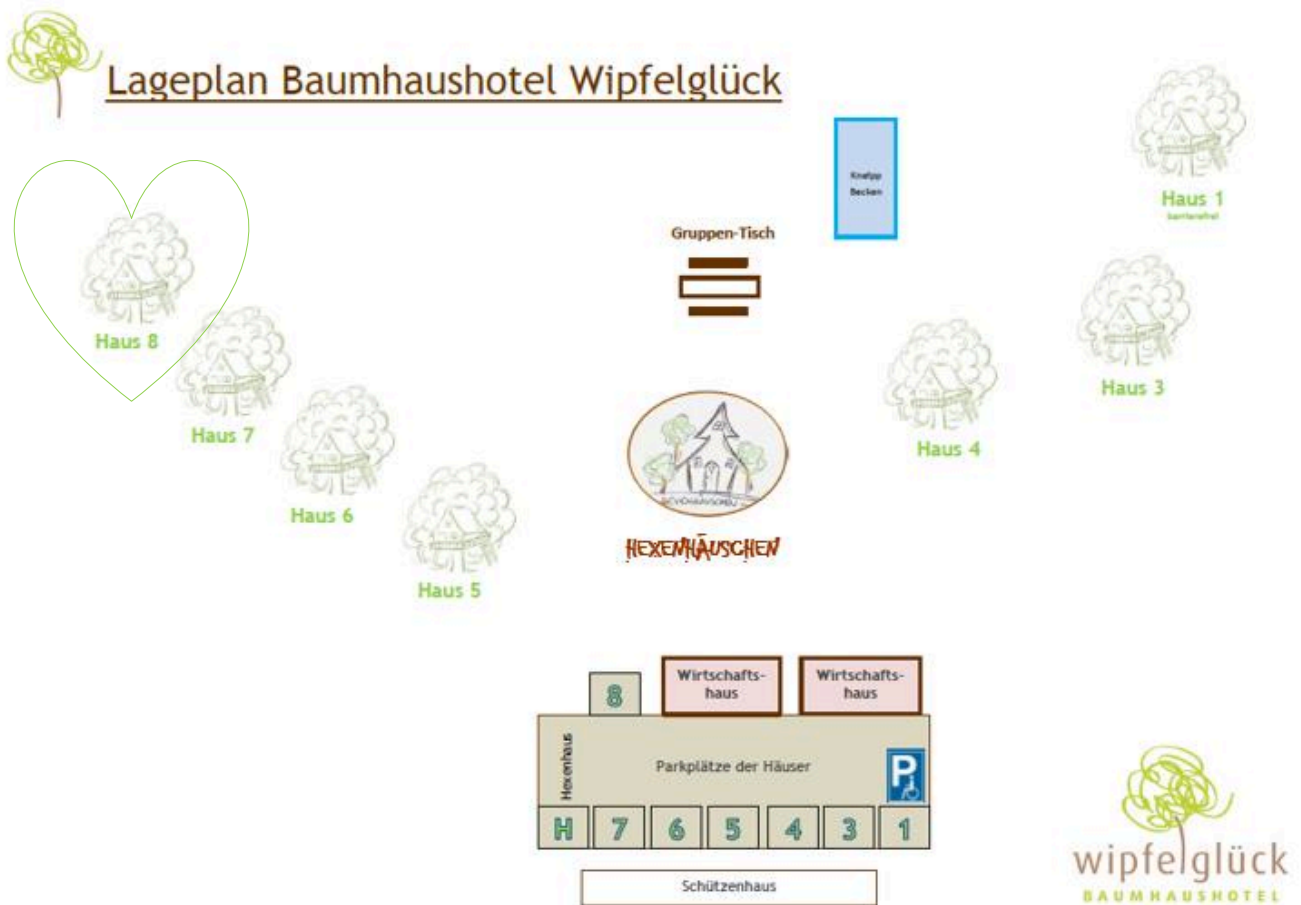 Lageplan Baumhaushotel Wipfelglück
Kneipp
Becken
Haus 1
barrierefrei
Gruppen-Tisch
Haus 8
Haus 3
Haus 7
Haus 4
Haus 6
HEXENHÄUSCHEN
Haus 5
Wirtschafts-
haus
Wirtschafts-
haus
8
Hexenhaus
Parkplätze der Häuser
P
H 7 6 5 4 3 1
Schützenhaus
wipfelglück
BAUMHAUSHOTEL